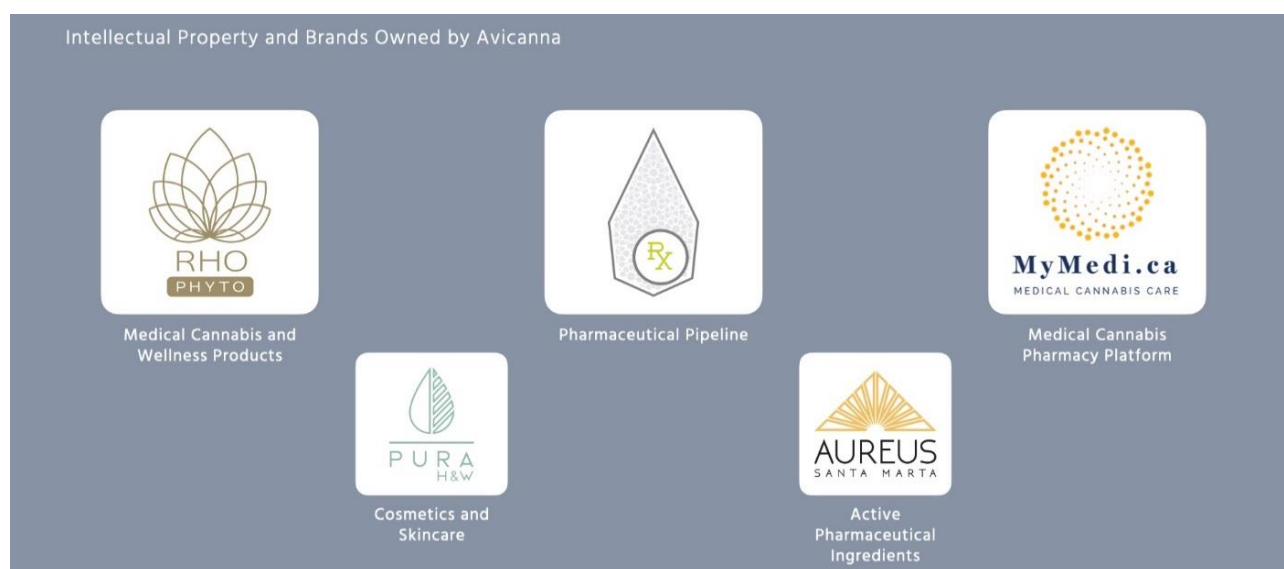 Intellectual Property and Brands Owned by Avicanna
RHO
PHYTO
Medical Cannabis and
Wellness Products
RX
Pharmaceutical Pipeline
MyMedi.ca
MEDICAL CANNABIS CARE
Medical Cannabis
Pharmacy Platform
PURA
H&W
Cosmetics and
Skincare
AUREUS
SANTA MARTA
Active
Pharmaceutical
Ingredients